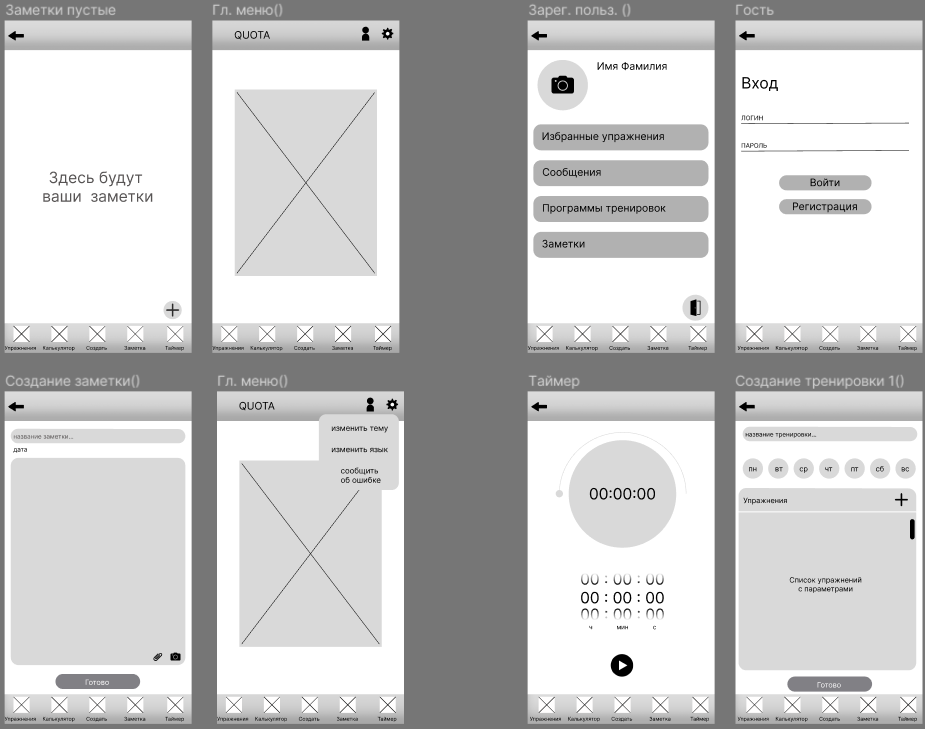 Заметки пустые
Здесь будут
ваши заметки
Упражнения Калькулятор Создать Заметка Таймер
Гл. меню()
QUOTA
Упражнения Калькулятор Создать Заметка Таймер
Зарег. польз. ()
Имя Фамилия
Избранные упражнения
Сообщения
Программы тренировок
Заметки
Упражнения Калькулятор Создать Заметка Таймер
Гость
Вход
ЛОГИН
ПАРОЛЬ
Войти
Регистрация
Упражнения Калькулятор Создать Заметка Таймер
Создание заметки()
название заметки...
дата
Готово
Упражнения Калькулятор Создать Заметка Таймер
Гл. меню()
QUOTA
изменить тему
изменить язык
сообщить
об ошибке
Упражнения Калькулятор Создать Заметка Таймер
Таймер
00:00:00
00 : 00 : 00
00 : 00 : 00
00 : 00 : 00
ч мин с
Упражнения Калькулятор Создать Заметка Таймер
Создание тренировки 1()
название тренировки...
пн вт ср чт пт сб вс
Упражнения
Список упражнений
с параметрами
Готово
Упражнения Калькулятор Создать Заметка Таймер